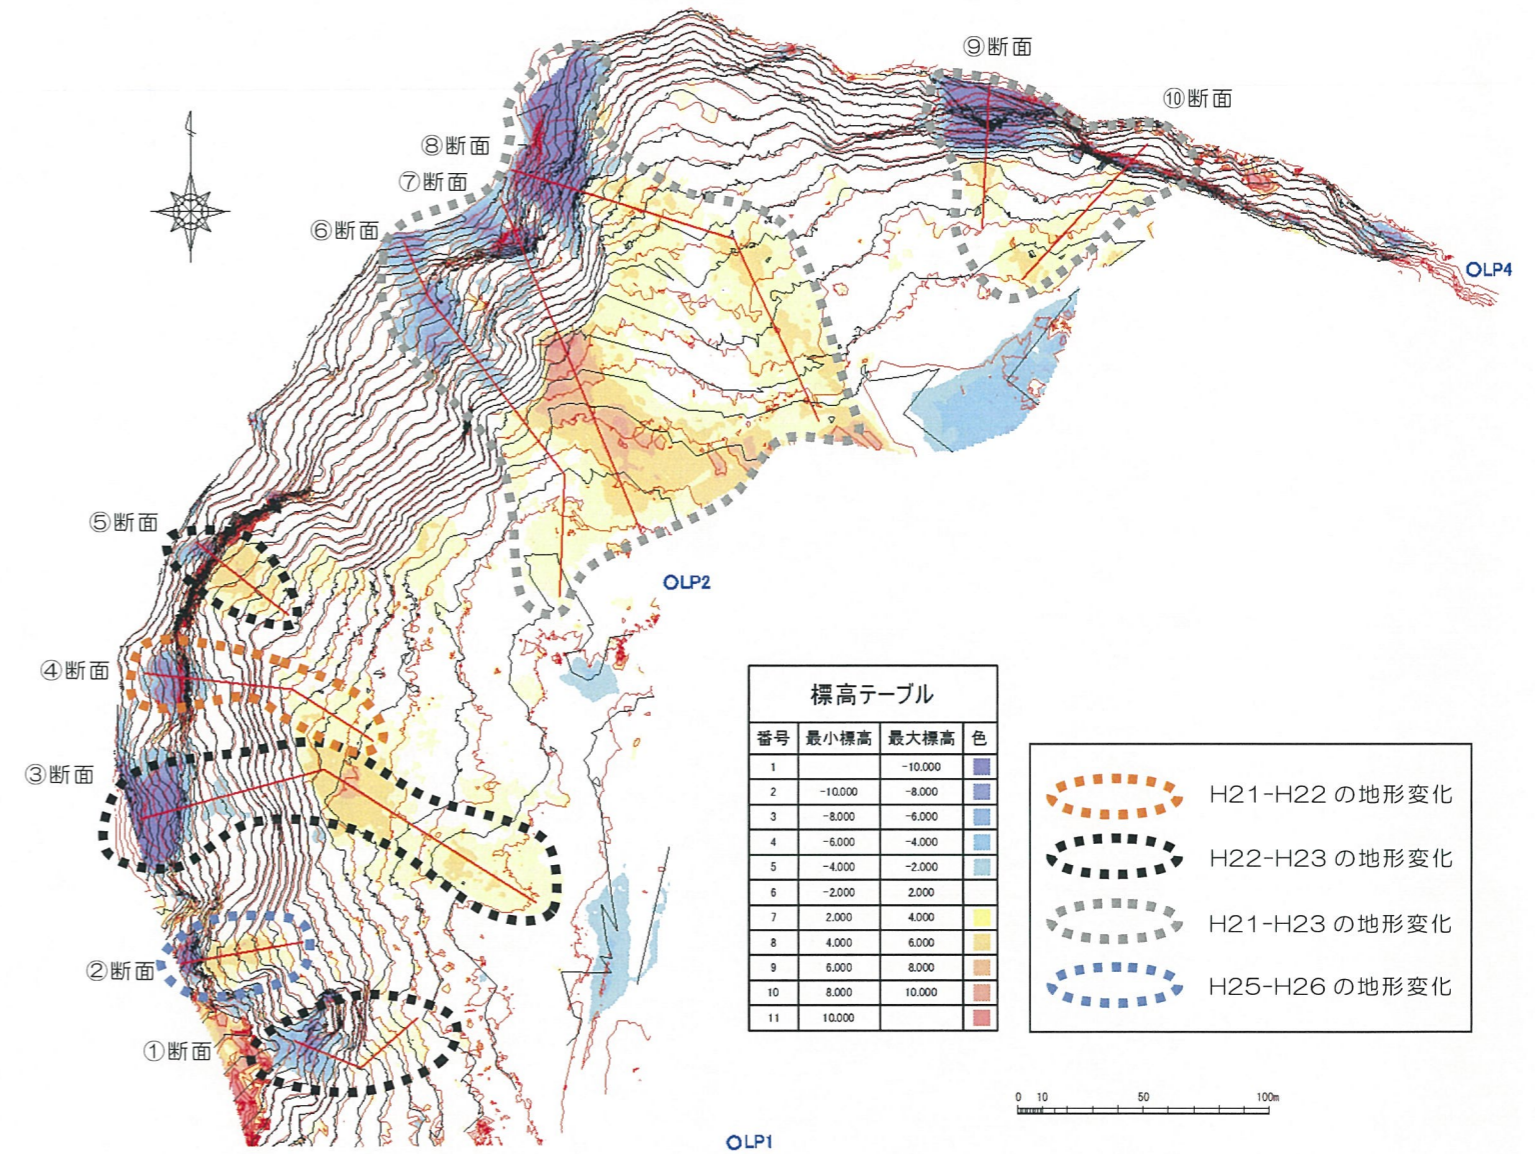 ⑨断面
⑩断面
⑧断面
⑦断面
⑥断面
LP4
⑤断面
LP2
④断面
③断面
②断面
①断面
LP1
標高テーブル
番号 最小標高 最大標高 色
1 -10.000
2 -10.000 -8.000
3 -8.000 -6.000
4 -6.000 -4.000
5 -4.000 -2.000
6 -2.000 2.000
7 2.000 4.000
8 4.000 6.000
9 6.000 8.000
10 8.000 10.000
11 10.000
H21-H22 の地形変化
H22-H23 の地形変化
H21-H23 の地形変化
H25-H26 の地形変化
0 10 50 100m